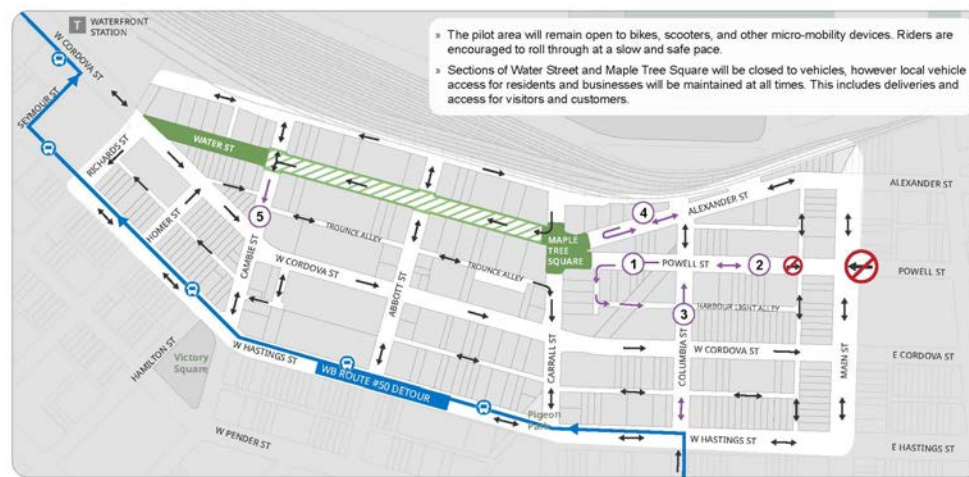 T WATERFRONT
STATION
» The pilot area will remain open to bikes, scooters, and other micro-mobility devices. Riders are
encouraged to roll through at a slow and safe pace.
» Sections of Water Street and Maple Tree Square will be closed to vehicles, however local vehicle
access for residents and businesses will be maintained at all times. This includes deliveries and
access for visitors and customers.
W CORDOVA ST
SEYMOUR ST
RICHARDS ST
WATER ST
HOMER ST
5
CAMBIE ST
TROUNCE ALLEY
W CORDOVA ST
ABBOTT ST
TROUNCE ALLEY
MAPLE
TREE
SQUARE
4
ALEXANDER ST
ALEXANDER ST
1
POWELL ST
2
POWELL ST
3
HARBOUR LIGHT ALLEY
CARRALL ST
W CORDOVA ST
COLUMBIA ST
MAIN ST
E CORDOVA ST
HAMILTON ST
Victory
Square
W HASTINGS ST
WB ROUTE #50 DETOUR
Pigeon
Park
W PENDER ST
W HASTINGS ST
E HASTINGS ST